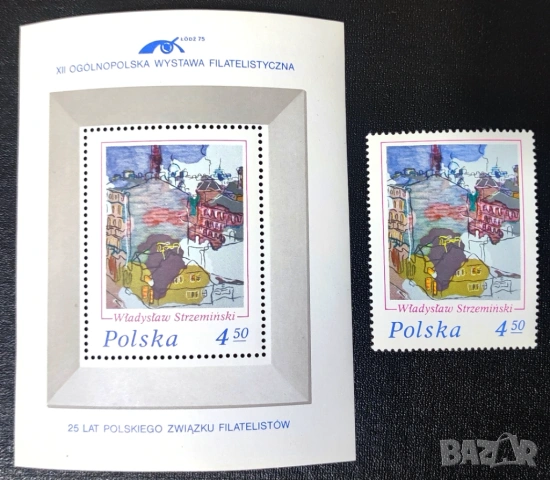 ŁÓDŹ 75
XII OGÓLNOPOLSKA WYSTAWA FILATELISTYCZNA
Władysław Strzemiński
Polska 4 50
25 LAT POLSKIEGO ZWIĄZKU FILATELISTÓW
Władysław Strzemiński
Polska 4 50
BAZAR